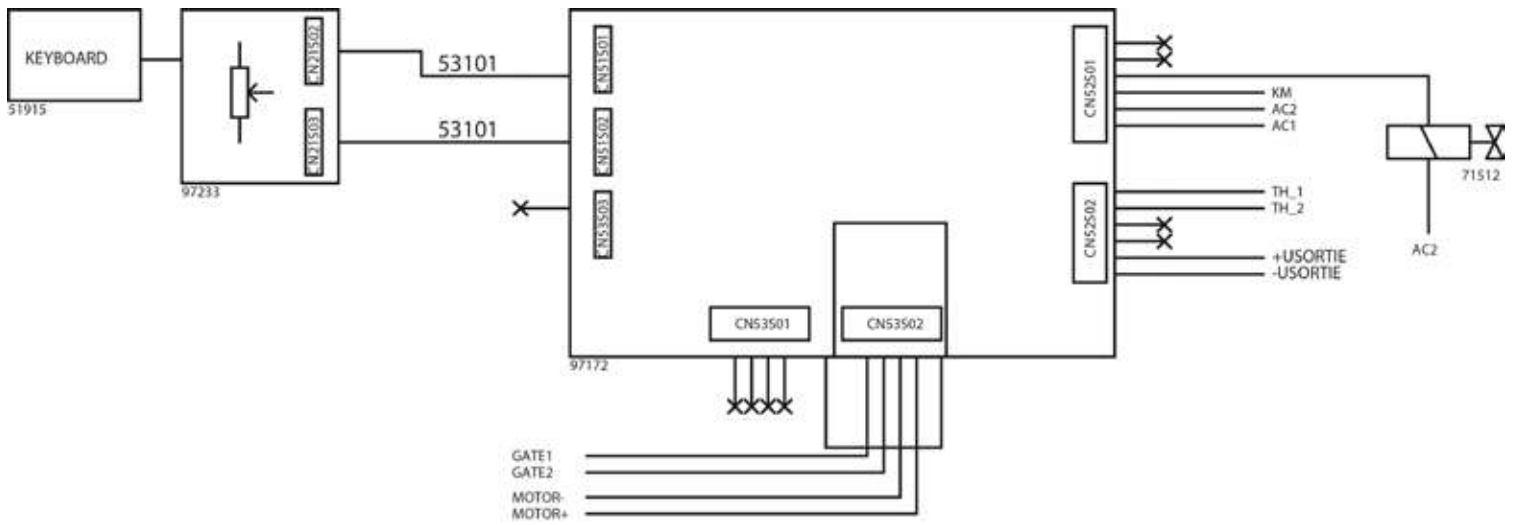 KEYBOARD
51915
CN21S02
CN21S03
97233
53101
53101
CN51S01
CN51S02
CN53S03
CN52S01
KM
AC2
AC1
71512
AC2
CN52S02
TH_1
TH_2
+USORTIE
-USORTIE
CN53S01
CN53S02
97172
GATE1
GATE2
MOTOR-
MOTOR+